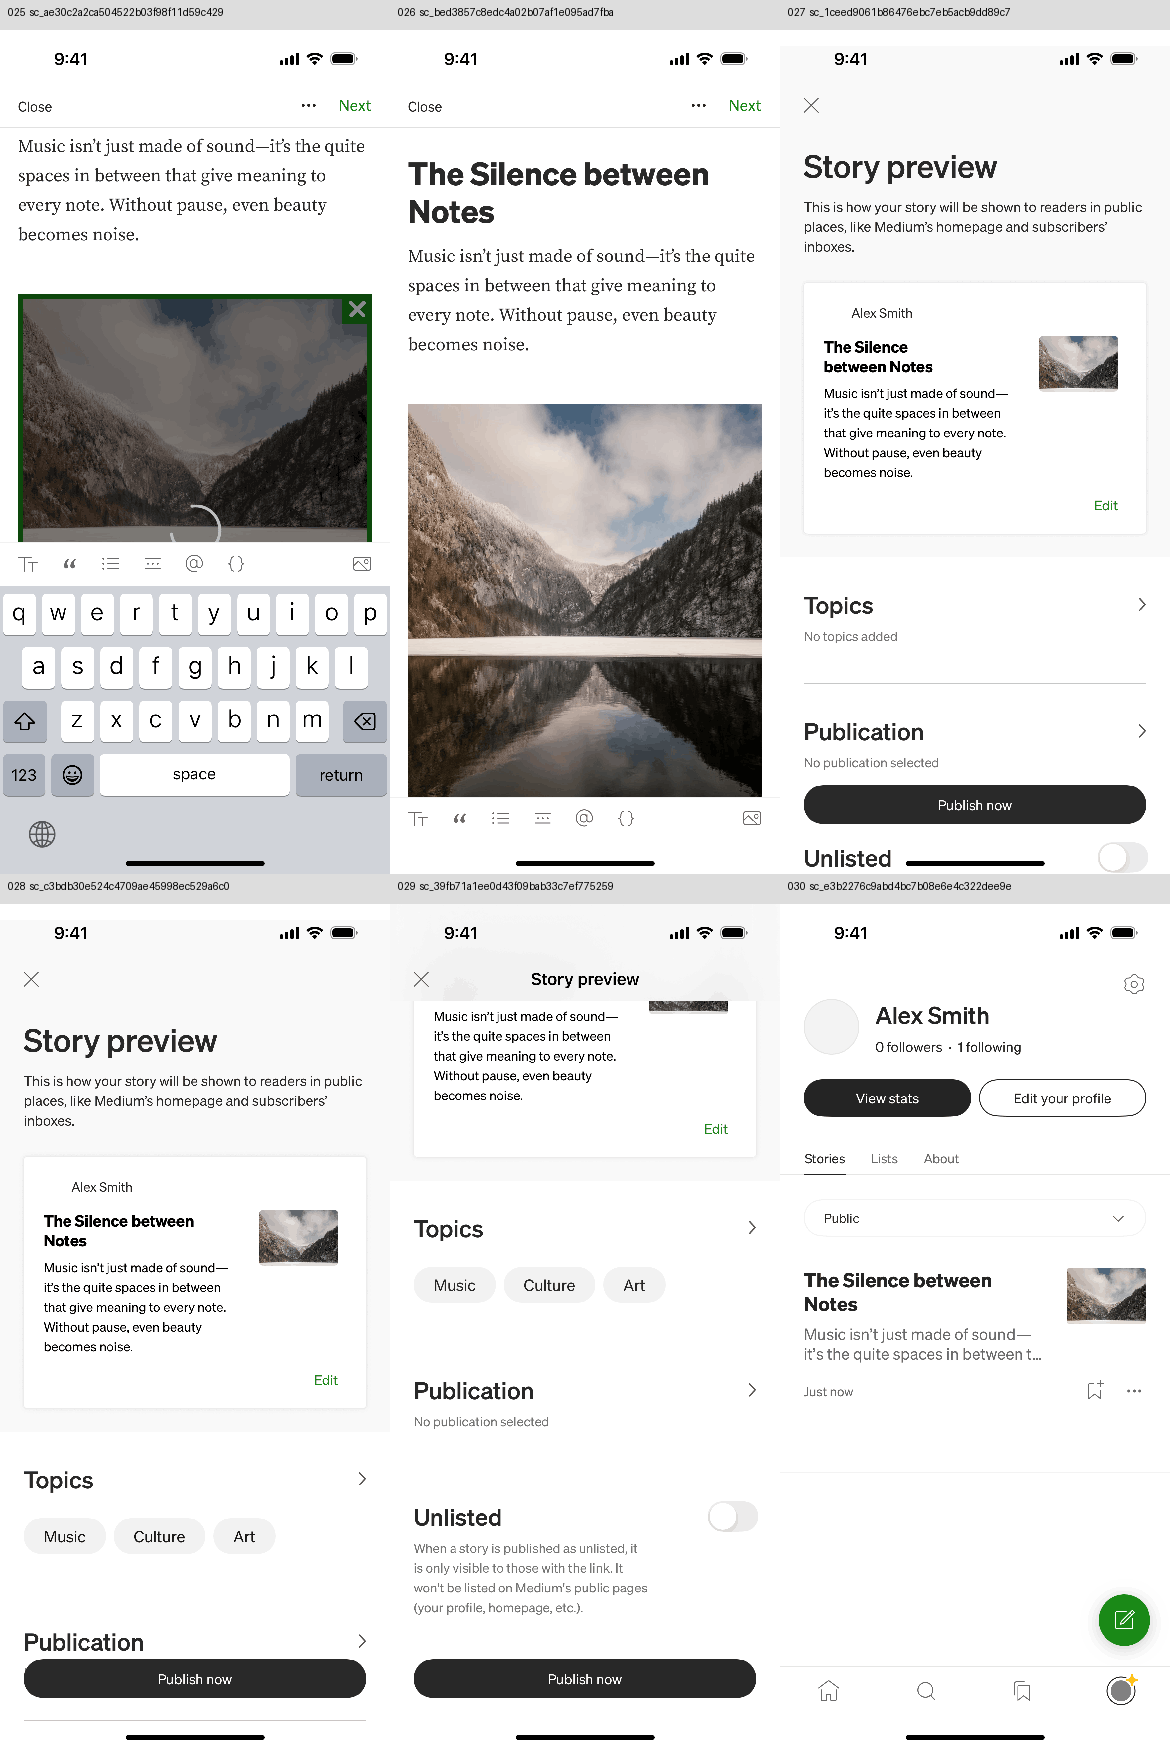 025 sc_ae30c2a2ca504522b03f98f11d59c429
9:41
Close
Next
Music isn't just made of sound—it's the quite
spaces in between that give meaning to
every note. Without pause, even beauty
becomes noise.
q w e r t y u i o p
a s d f g h j k l
z x c v b n m
123
space
return
026 sc_bed3857c8edc4a02b07af1e095ad7fba
9:41
Close
Next
The Silence between
Notes
Music isn't just made of sound—it's the quite
spaces in between that give meaning to
every note. Without pause, even beauty
becomes noise.
027 sc_1ceed9061b86476ebc7eb5acb9dd89c7
9:41
Story preview
This is how your story will be shown to readers in public
places, like Medium's homepage and subscribers'
inboxes.
Alex Smith
The Silence
between Notes
Music isn't just made of sound—
it's the quite spaces in between
that give meaning to every note.
Without pause, even beauty
becomes noise.
Edit
Topics
No topics added
Publication
No publication selected
Publish now
Unlisted
028 sc_c3bdb30e524c4709ae45998ec529a6c0
9:41
Story preview
This is how your story will be shown to readers in public
places, like Medium's homepage and subscribers'
inboxes.
Alex Smith
The Silence between
Notes
Music isn't just made of sound—
it's the quite spaces in between
that give meaning to every note.
Without pause, even beauty
becomes noise.
Edit
Topics
Music
Culture
Art
Publication
Publish now
029 sc_39fb71a1ee0d43f09bab33c7ef775259
9:41
Story preview
Music isn't just made of sound—
it's the quite spaces in between
that give meaning to every note.
Without pause, even beauty
becomes noise.
Edit
Topics
Music
Culture
Art
Publication
No publication selected
Unlisted
When a story is published as unlisted, it
is only visible to those with the link. It
won't be listed on Medium's public pages
(your profile, homepage, etc.).
Publish now
030 sc_e3b2276c9abd4bc7b08e6e4c322dee9e
9:41
Alex Smith
0 followers · 1 following
View stats
Edit your profile
Stories
Lists
About
Public
The Silence between
Notes
Music isn't just made of sound—
it's the quite spaces in between t...
Just now